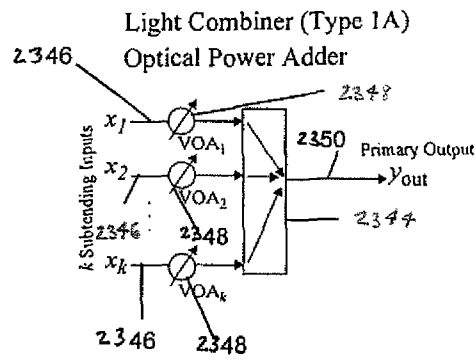 Light Combiner (Type 1A)
Optical Power Adder
2346
2348
x1
VOA1
2350
Primary Output
k Subtending Inputs
x2
VOA2
yout
2346
2348
2344
xk
VOAk
2346
2348